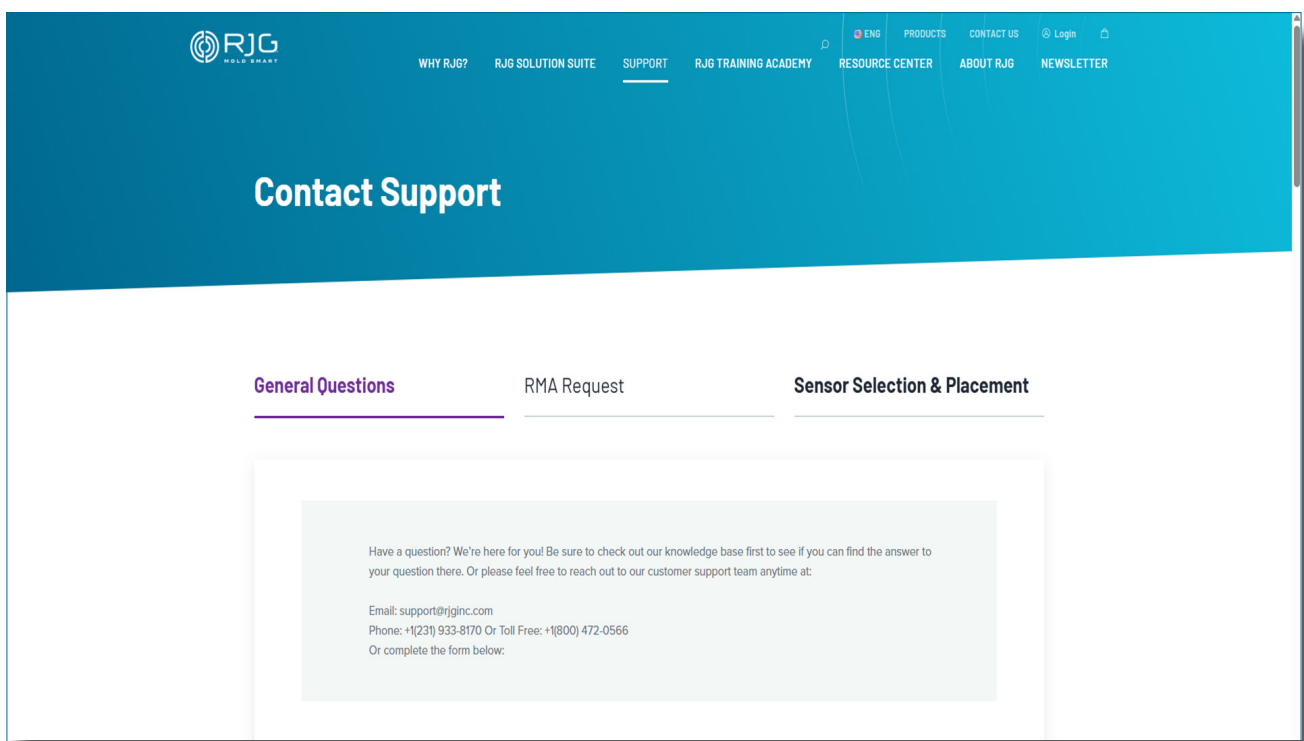 RJG
MOLD SMART
ENG PRODUCTS CONTACT US Login
WHY RJG? RJG SOLUTION SUITE SUPPORT RJG TRAINING ACADEMY RESOURCE CENTER ABOUT RJG NEWSLETTER
Contact Support
General Questions RMA Request Sensor Selection & Placement
Have a question? We're here for you! Be sure to check out our knowledge base first to see if you can find the answer to
your question there. Or please feel free to reach out to our customer support team anytime at:
Email: support@rjginc.com
Phone: +1(231) 933-8170 Or Toll Free: +1(800) 472-0566
Or complete the form below: